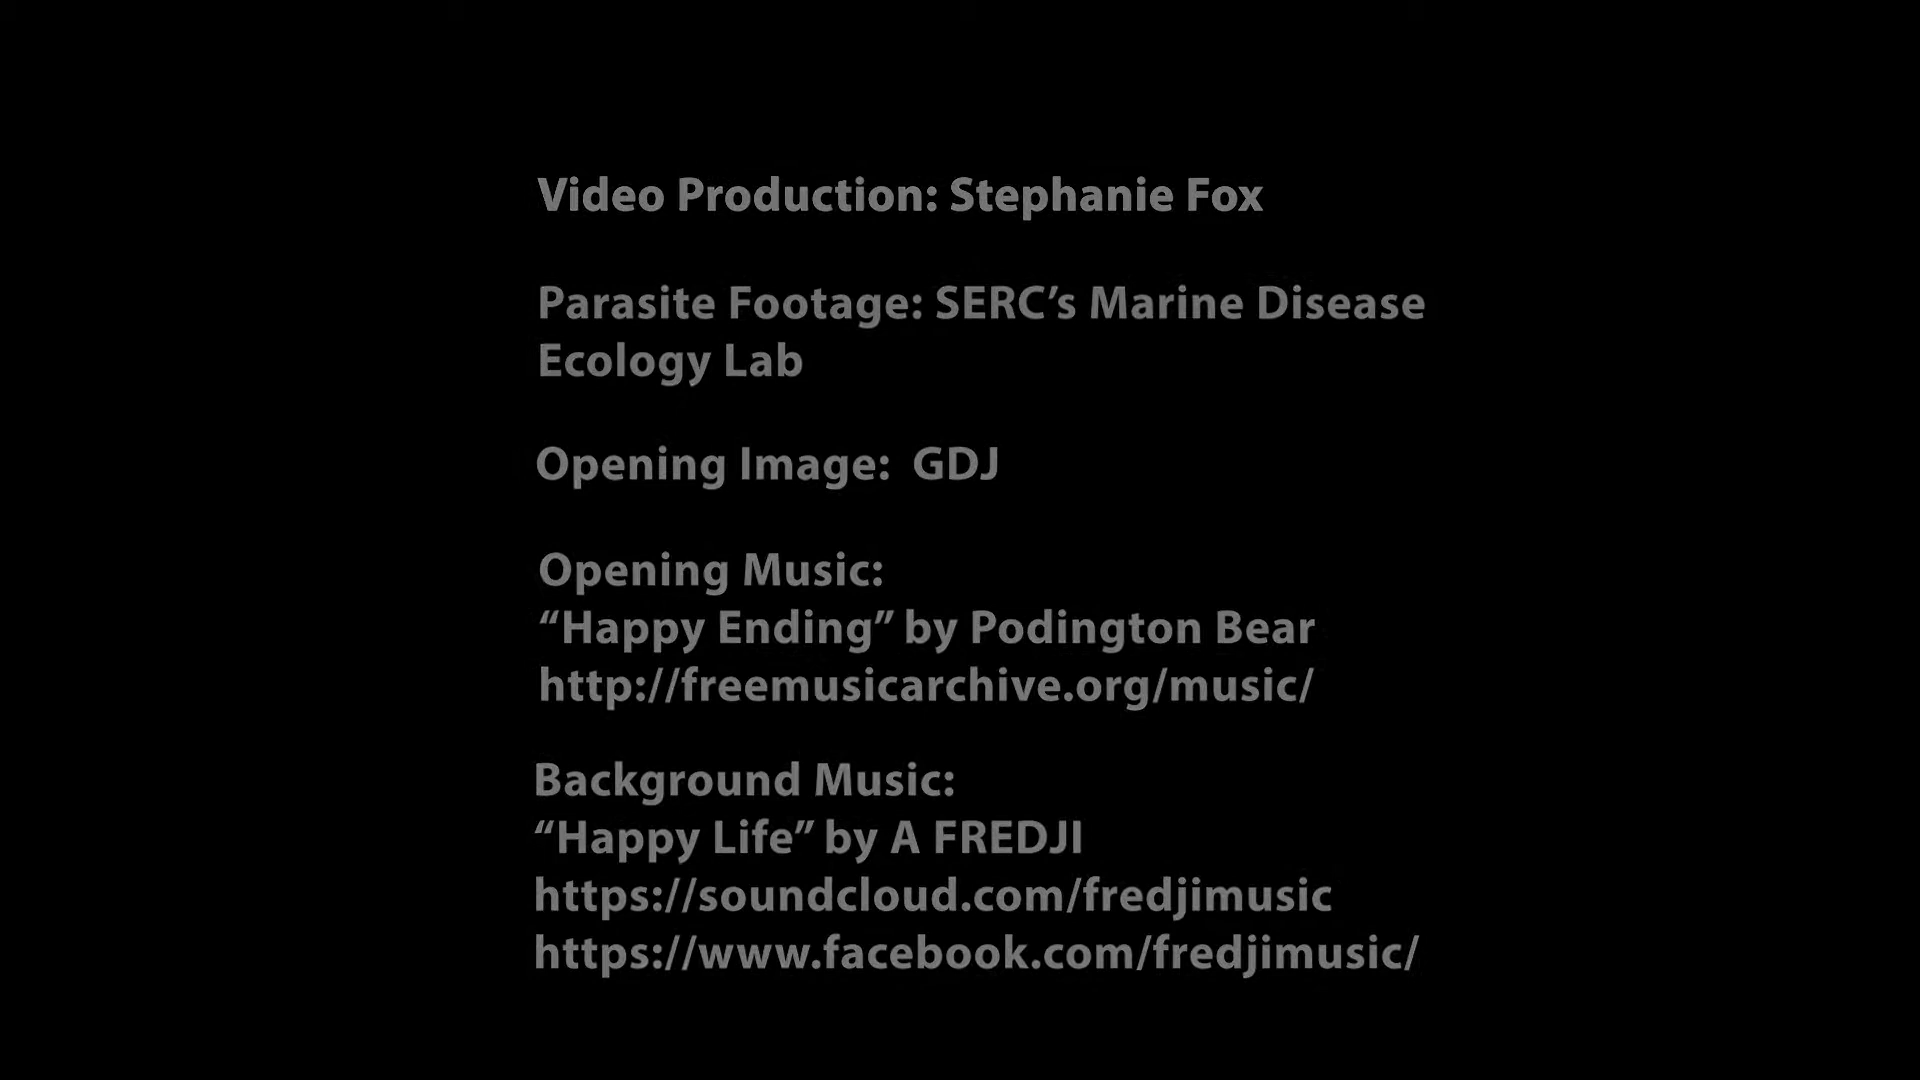 Video Production: Stephanie Fox
Parasite Footage: SERC’s Marine Disease
Ecology Lab
Opening Image:  GDJ
Opening Music:
“Happy Ending” by Podington Bear
http://freemusicarchive.org/music/
Background Music:
“Happy Life” by A FREDJI
https://soundcloud.com/fredjimusic
https://www.facebook.com/fredjimusic/